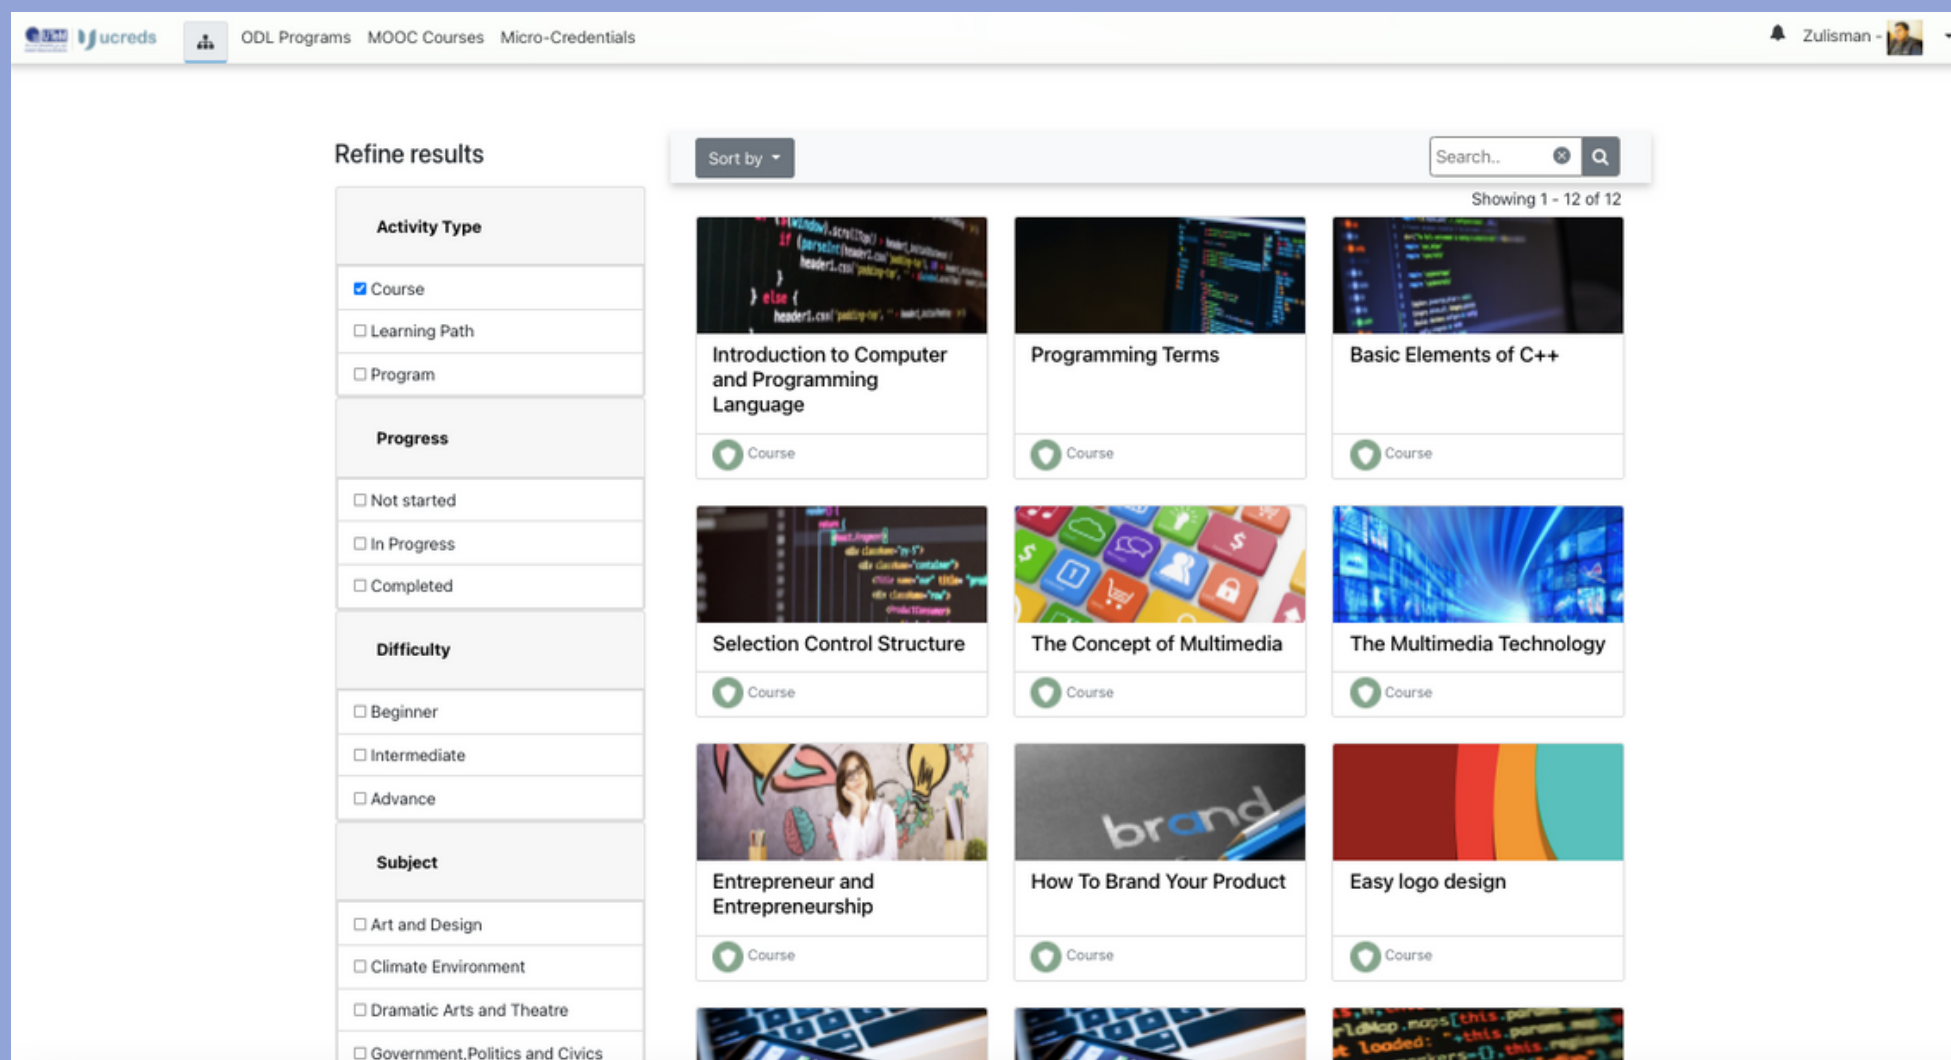 ucreds
ODL Programs
MOOC Courses
Micro-Credentials
Zulisman -
Refine results
Activity Type
Course
Learning Path
Program
Progress
Not started
In Progress
Completed
Difficulty
Beginner
Intermediate
Advance
Subject
Art and Design
Climate Environment
Dramatic Arts and Theatre
Government,Politics and Civics
Sort by
Search..
Showing 1 - 12 of 12
Introduction to Computer
and Programming
Language
Course
Programming Terms
Course
Basic Elements of C++
Course
} else {
Selection Control Structure
Course
The Concept of Multimedia
Course
The Multimedia Technology
Course
Entrepreneur and
Entrepreneurship
Course
brand
How To Brand Your Product
Course
Easy logo design
Course